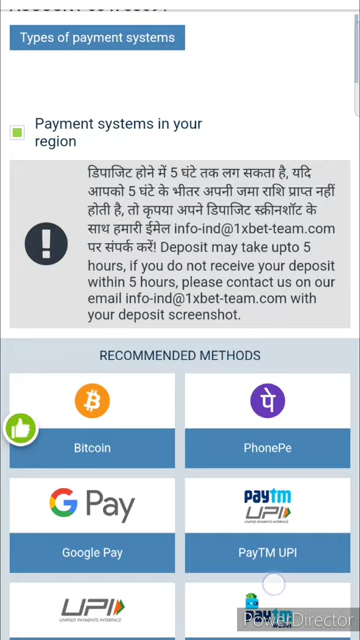 Types of payment systems
Payment systems in your
region
डिपाजिट होने में 5 घंटे तक लग सकता है, यदि
आपको 5 घंटे के भीतर अपनी जमा राशि प्राप्त नहीं
होती है, तो कृपया अपने डिपाजिट स्क्रीनशॉट के
साथ हमारी ईमेल info-ind@1xbet-team.com
पर संपर्क करें! Deposit may take upto 5
hours, if you do not receive your deposit
within 5 hours, please contact us on our
email info-ind@1xbet-team.com with
your deposit screenshot.
RECOMMENDED METHODS
पे
Bitcoin
PhonePe
G Pay
paytm
UPI
UNIFIED PAYMENTS INTERFACE
Google Pay
PayTM UPI
UPI
UNIFIED PAYMENTS INTERFACE
paytm
PowerDirector